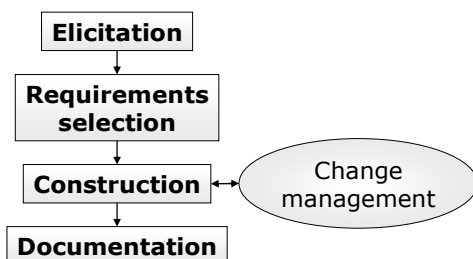 Elicitation
Requirements
selection
Construction
Change
management
Documentation